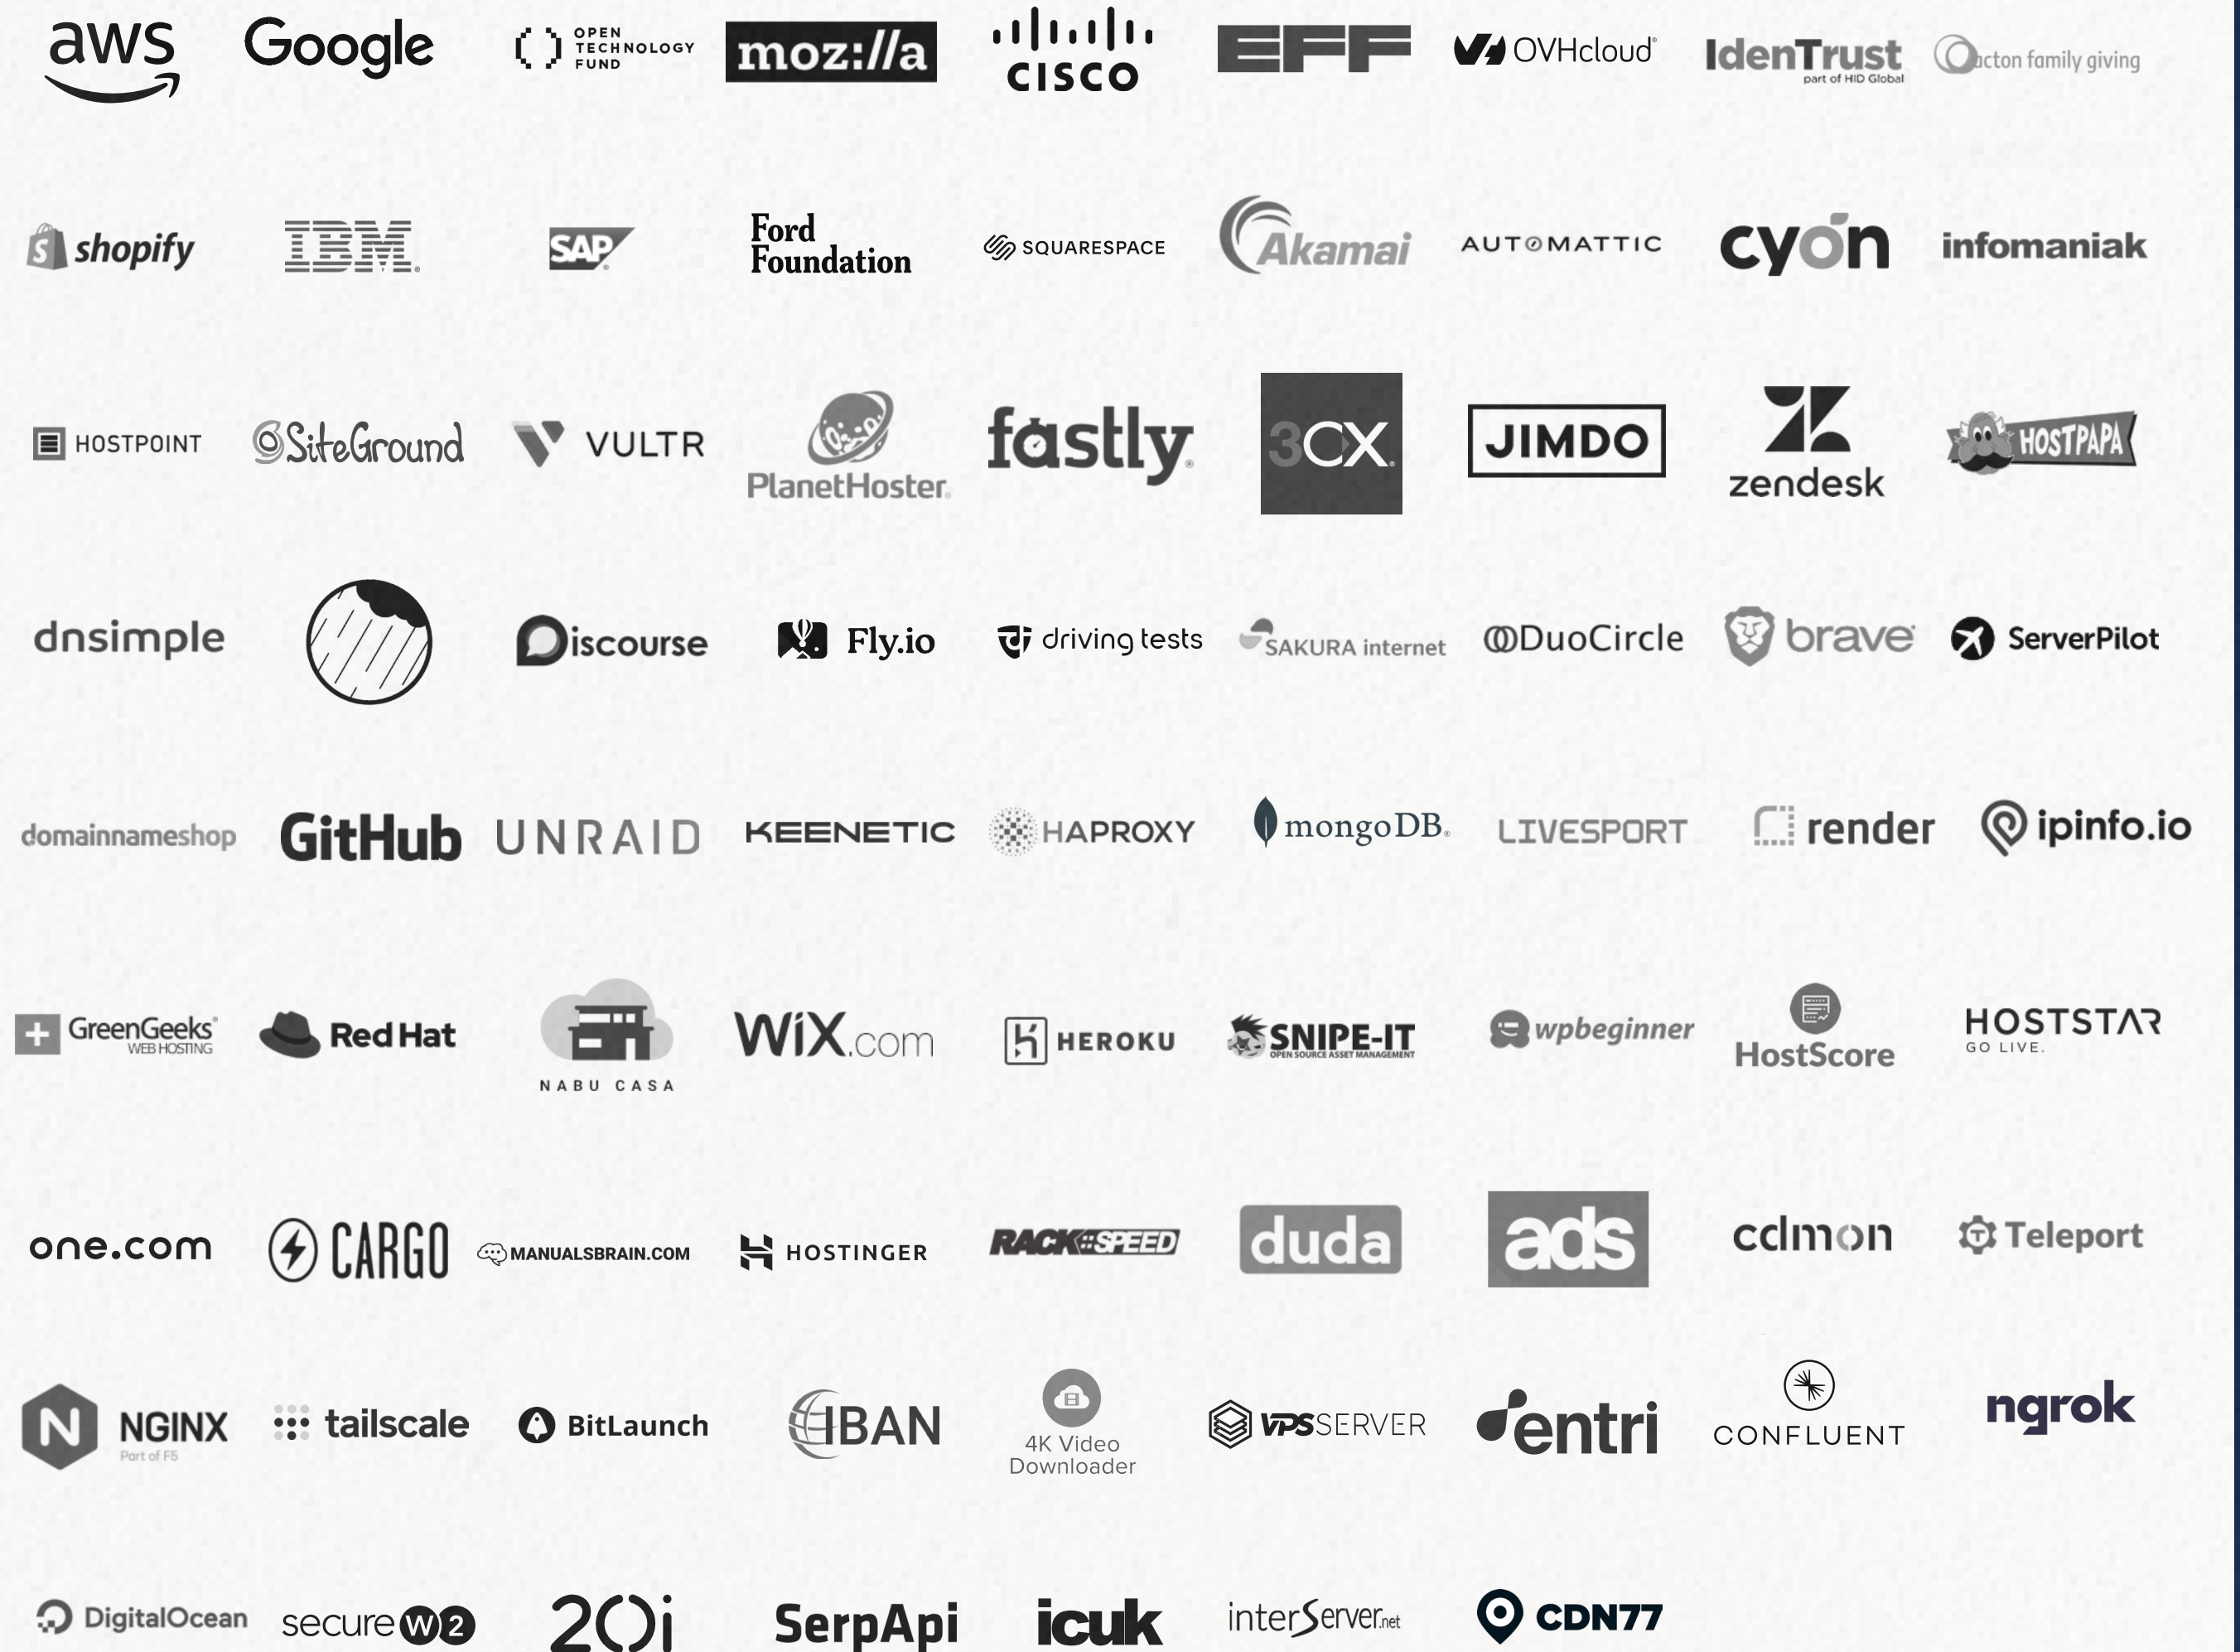 aws
Google
OPEN
TECHNOLOGY
FUND
moz://a
CISCO
EFF
OVHcloud®
IdenTrust
part of HID Global
acton family giving
shopify
IBM®
SAP®
Ford
Foundation
SQUARESPACE
Akamai
AUTOMATTIC
cyon
infomaniak
HOSTPOINT
SiteGround
VULTR
PlanetHoster®
fastly®
3CX®
JIMDO
zendesk
HOSTPAPA
dnsimple
Discourse
Fly.io
driving tests
SAKURA internet
DuoCircle
brave
ServerPilot
domainnameshop
GitHub
UNRAID
KEENETIC
HAPROXY
mongoDB®
LIVESPORT
render
ipinfo.io
GreenGeeks®
WEB HOSTING
Red Hat
NABU CASA
WiX.com
HEROKU
SNIPE-IT
OPEN SOURCE ASSET MANAGEMENT
wpbeginner
HostScore
HOSTSTAR
GO LIVE.
one.com
CARGO
MANUALSBRAIN.COM
HOSTINGER
RACK::SPEED
duda
ads
cdmon
Teleport
NGINX
Part of F5
tailscale
BitLaunch
IBAN
4K Video
Downloader
VPSSERVER
entri
CONFLUENT
ngrok
DigitalOcean
secureW2
20i
SerpApi
icuk
interServer.net
CDN77